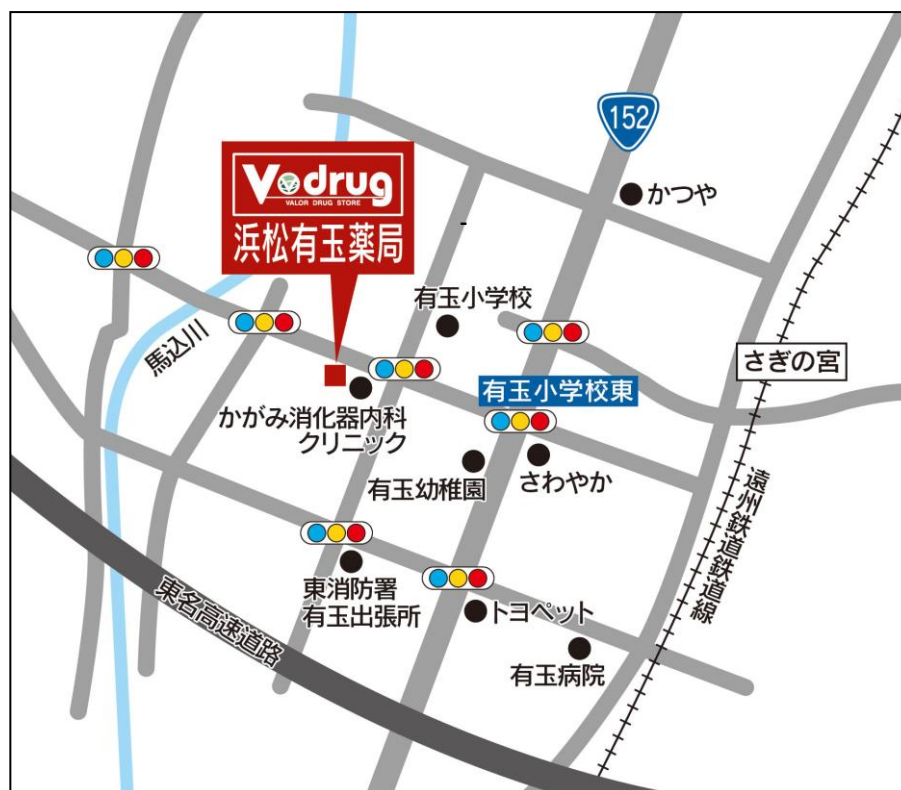 152
V・drug
VALOR DRUG STORE
浜松有玉薬局
かつや
有玉小学校
馬込川
さぎの宮
有玉小学校東
かがみ消化器内科
クリニック
有玉幼稚園
さわやか
遠州鉄道鉄道線
東消防署
有玉出張所
トヨペット
東名高速道路
有玉病院